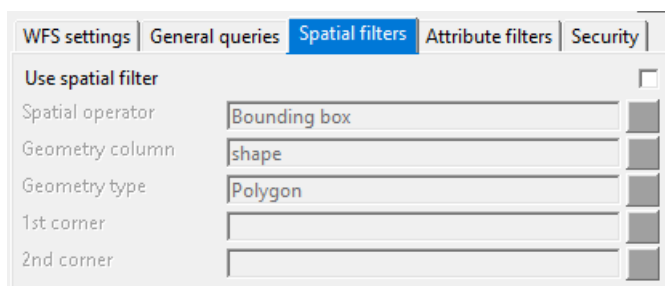 WFS settings General queries Spatial filters Attribute filters Security
Use spatial filter
Spatial operator Bounding box
Geometry column shape
Geometry type Polygon
1st corner
2nd corner